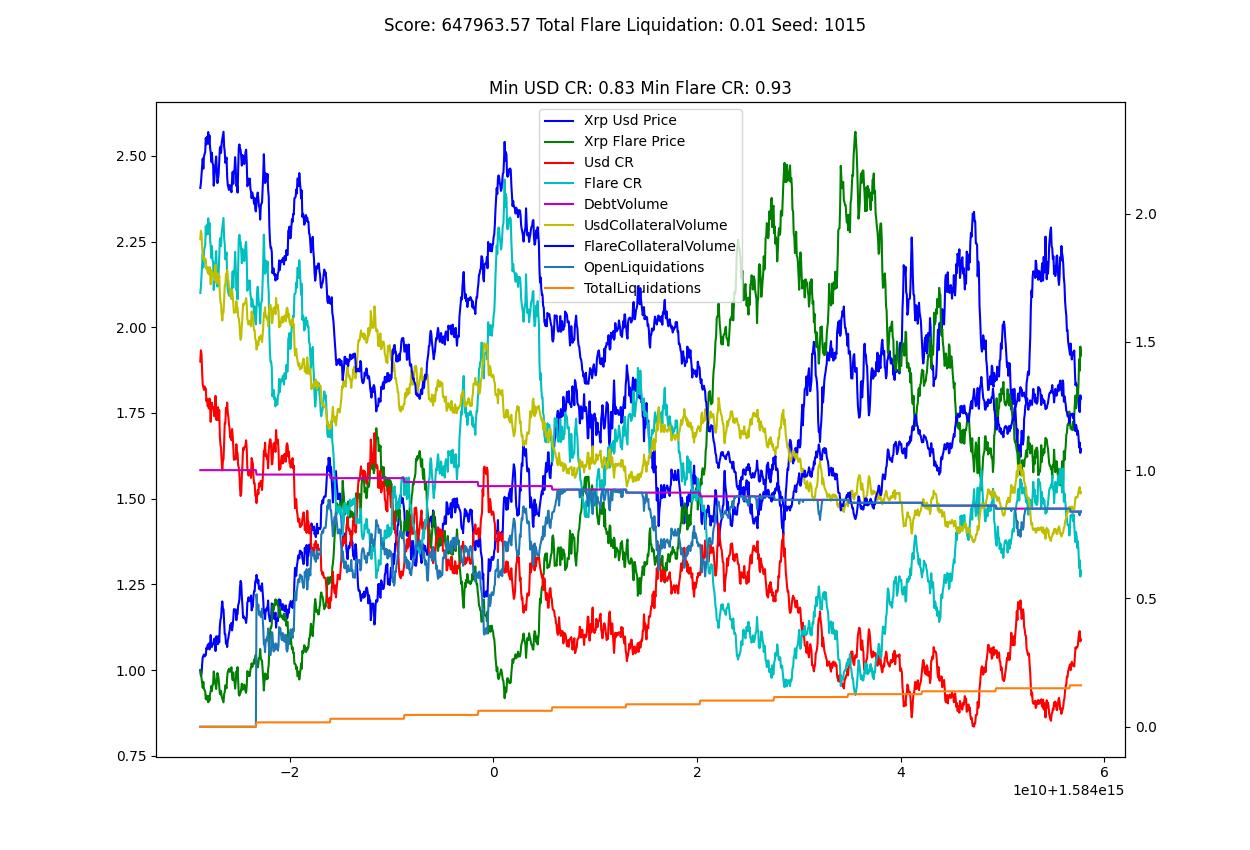 Score: 647963.57 Total Flare Liquidation: 0.01 Seed: 1015
Min USD CR: 0.83 Min Flare CR: 0.93
Xrp Usd Price
Xrp Flare Price
Usd CR
Flare CR
DebtVolume
UsdCollateralVolume
FlareCollateralVolume
OpenLiquidations
TotalLiquidations
2.50
2.25
2.00
1.75
1.50
1.25
1.00
0.75
2.0
1.5
1.0
0.5
0.0
−2 0 2 4 6
1e10+1.584e15